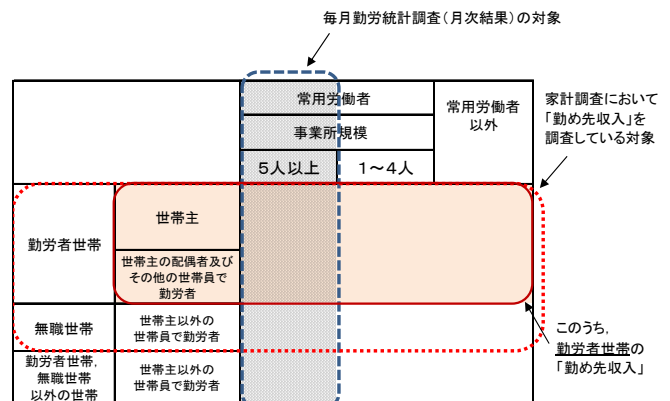 毎月勤労統計調査（月次結果）の対象
常用労働者
常用労働者
以外
事業所規模
５人以上
１～４人
家計調査において
「勤め先収入」を
調査している対象
勤労者世帯
世帯主
世帯主の配偶者及び
その他の世帯員で
勤労者
無職世帯
世帯主以外の
世帯員で勤労者
このうち，
勤労者世帯の
「勤め先収入」
勤労者世帯，
無職世帯
以外の世帯
世帯主以外の
世帯員で勤労者